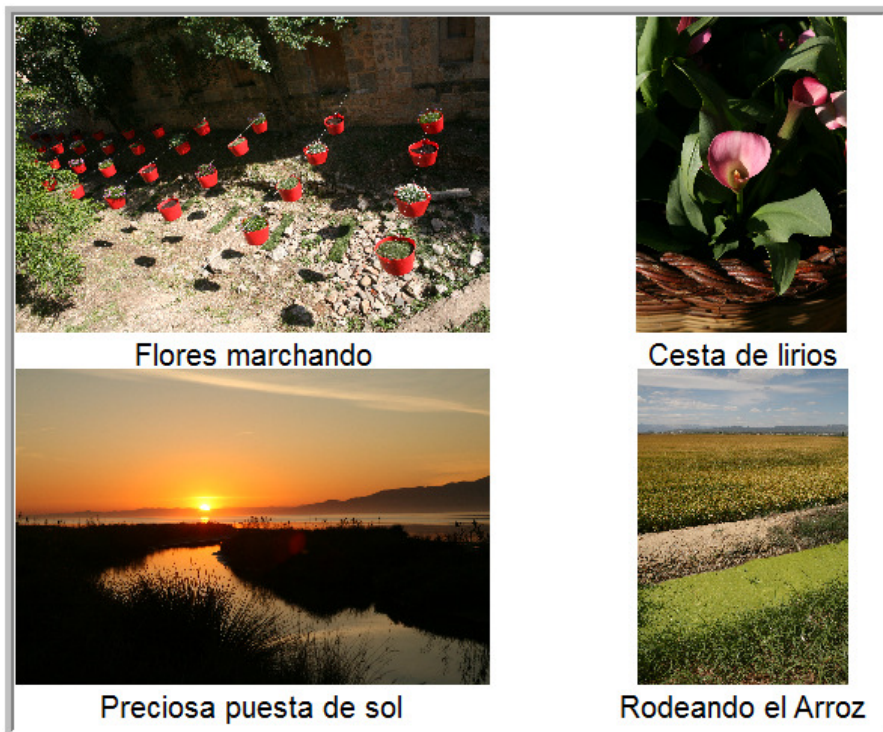 Flores marchando
Cesta de lirios
Preciosa puesta de sol
Rodeando el Arroz